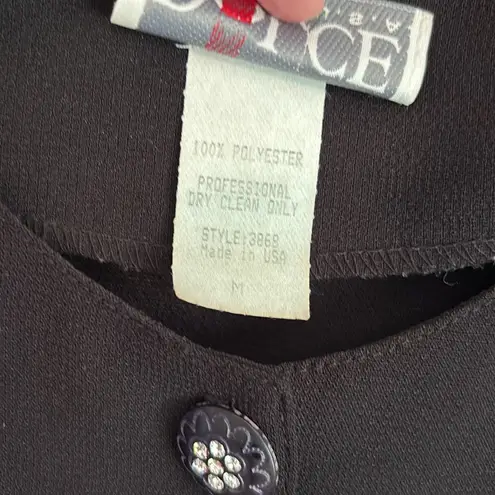 100% POLYESTER
PROFESSIONAL
DRY CLEAN ONLY
STYLE:3868
Made in USA
M